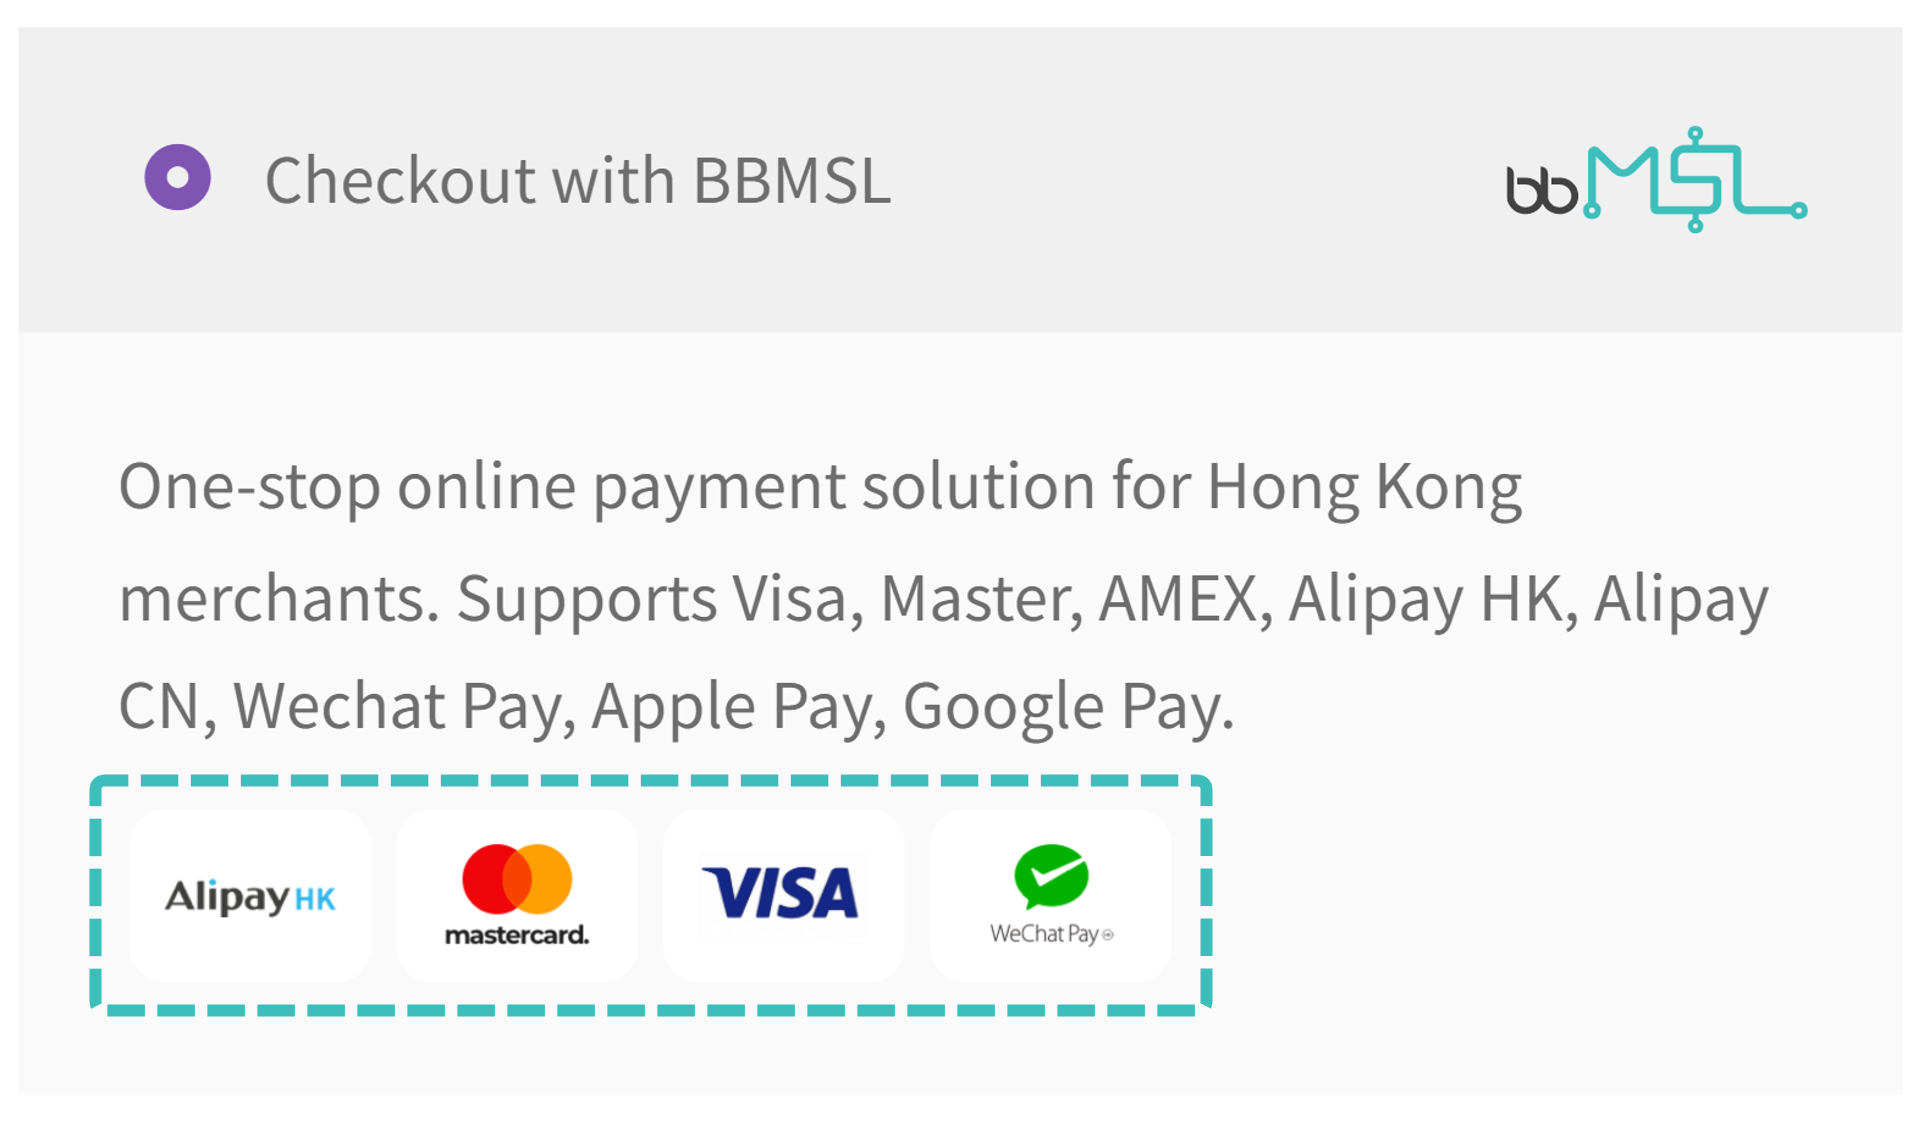 Checkout with BBMSL
bbMSL
One-stop online payment solution for Hong Kong
merchants. Supports Visa, Master, AMEX, Alipay HK, Alipay
CN, Wechat Pay, Apple Pay, Google Pay.
Alipay HK
mastercard.
VISA
WeChat Pay